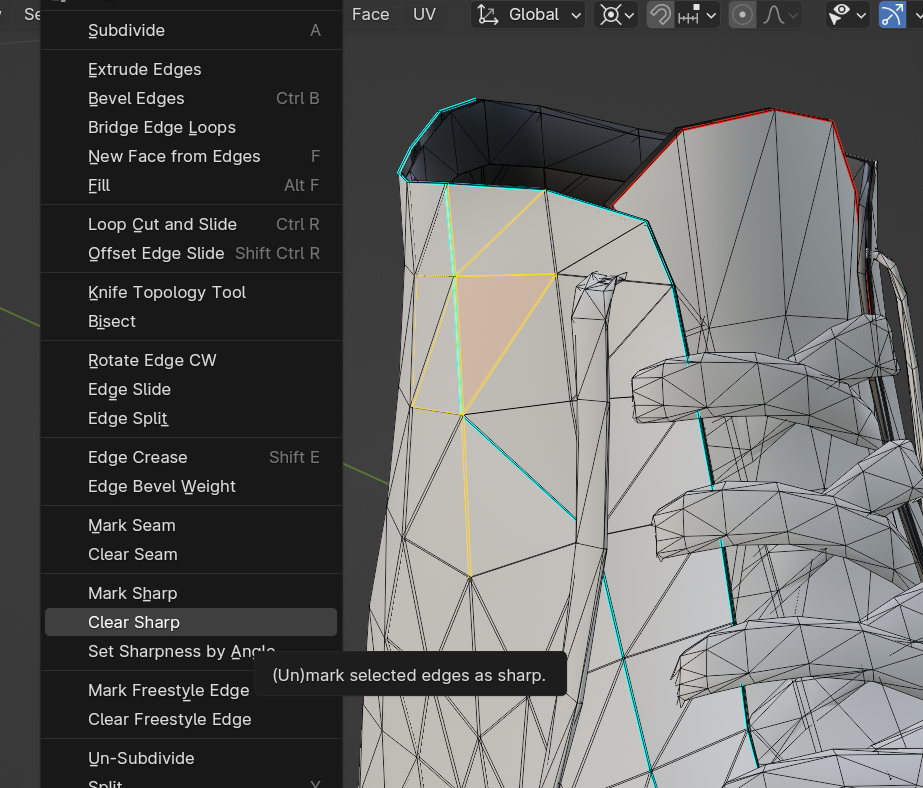 Se
Face
UV
Global
Subdivide A
Extrude Edges
Bevel Edges Ctrl B
Bridge Edge Loops
New Face from Edges F
Fill Alt F
Loop Cut and Slide Ctrl R
Offset Edge Slide Shift Ctrl R
Knife Topology Tool
Bisect
Rotate Edge CW
Edge Slide
Edge Split
Edge Crease Shift E
Edge Bevel Weight
Mark Seam
Clear Seam
Mark Sharp
Clear Sharp
Set Sharpness by Angle
(Un)mark selected edges as sharp.
Mark Freestyle Edge
Clear Freestyle Edge
Un-Subdivide
Split Y